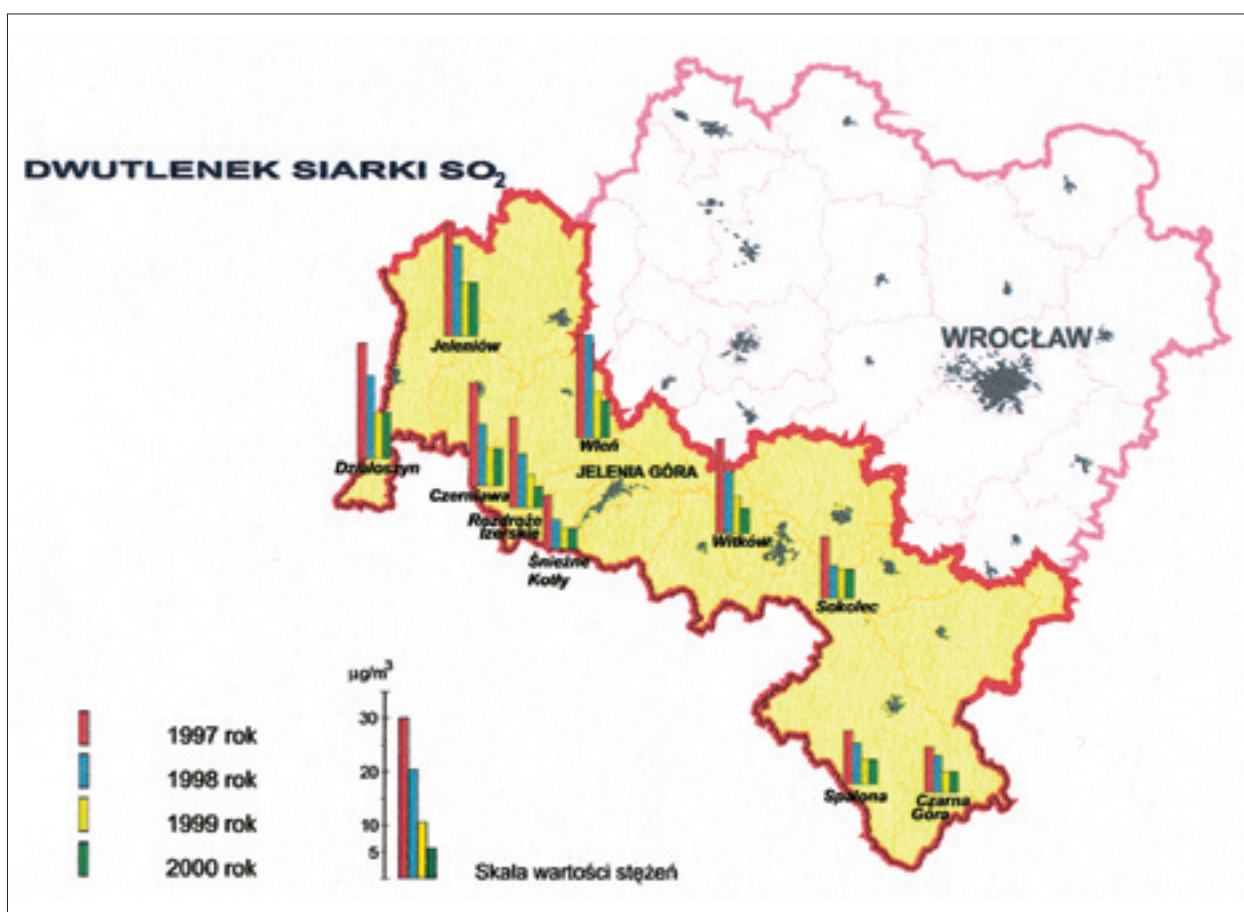 DWUTLENEK SIARKI SO₂
WROCŁAW
Jeleniów
Działoszyn
Wleń
JELENIA GÓRA
Czerniawa
Rozdroże
Izerskie
Śnieżne
Kotły
Witków
Sokolec
Spalona
Czarna
Góra
µg/m³
30
20
10
5
1997 rok
1998 rok
1999 rok
2000 rok
Skala wartości stężeń